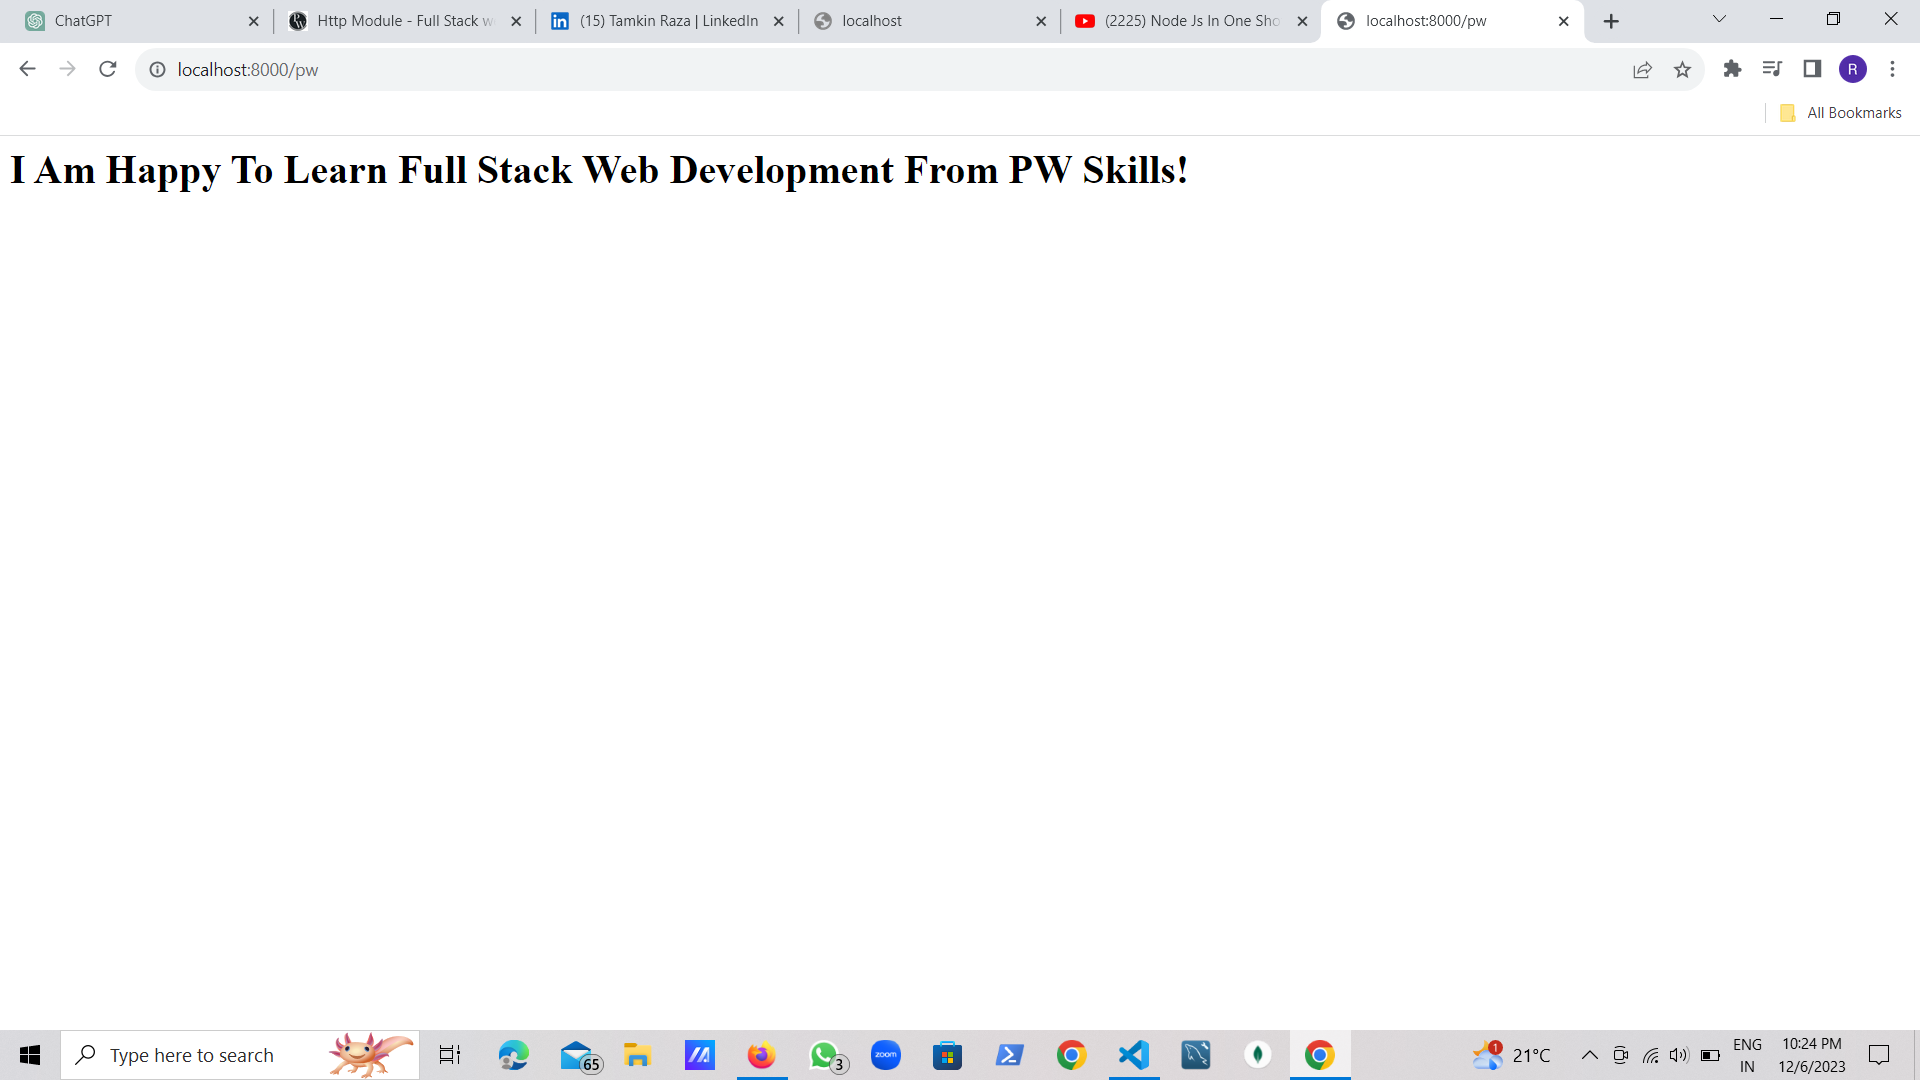 ChatGPT
Http Module - Full Stack w
(15) Tamkin Raza | LinkedIn
localhost
(2225) Node Js In One Sho
localhost:8000/pw
localhost:8000/pw
R
All Bookmarks
I Am Happy To Learn Full Stack Web Development From PW Skills!
Type here to search
65
3
zoom
1
21°C
ENG
IN
10:24 PM
12/6/2023